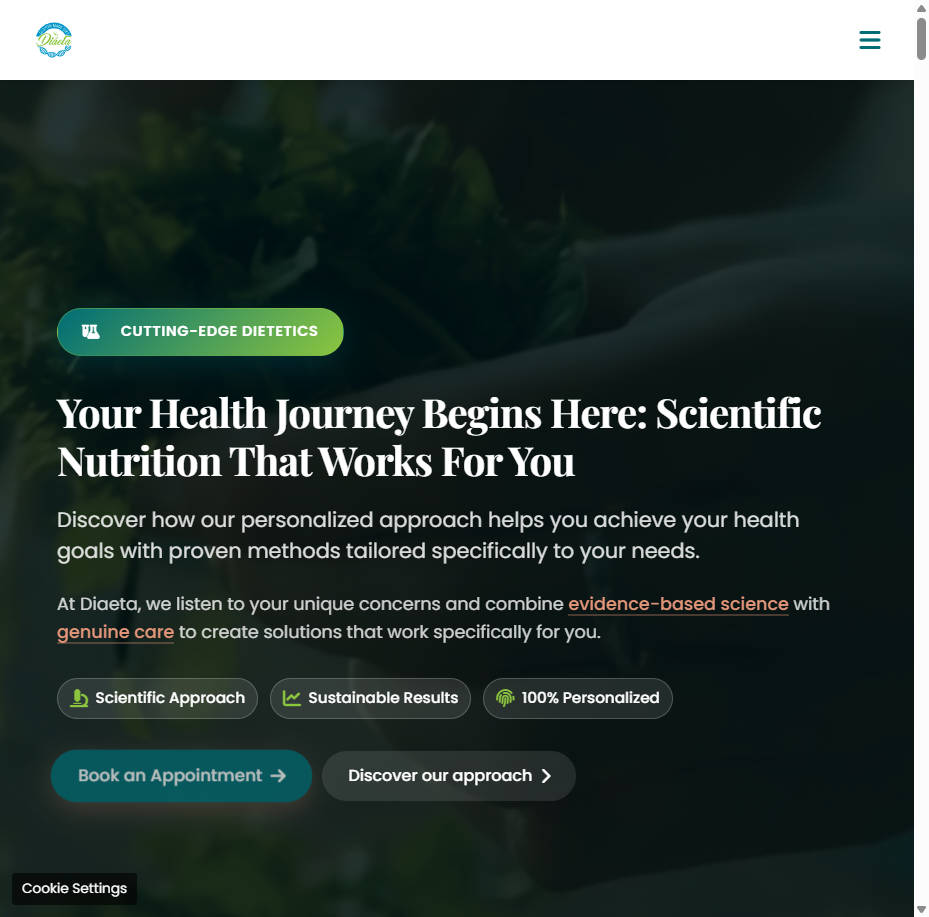 Diaeta
CUTTING-EDGE DIETETICS
Your Health Journey Begins Here: Scientific
Nutrition That Works For You
Discover how our personalized approach helps you achieve your health
goals with proven methods tailored specifically to your needs.
At Diaeta, we listen to your unique concerns and combine evidence-based science with
genuine care to create solutions that work specifically for you.
Scientific Approach
Sustainable Results
100% Personalized
Book an Appointment
Discover our approach
Cookie Settings